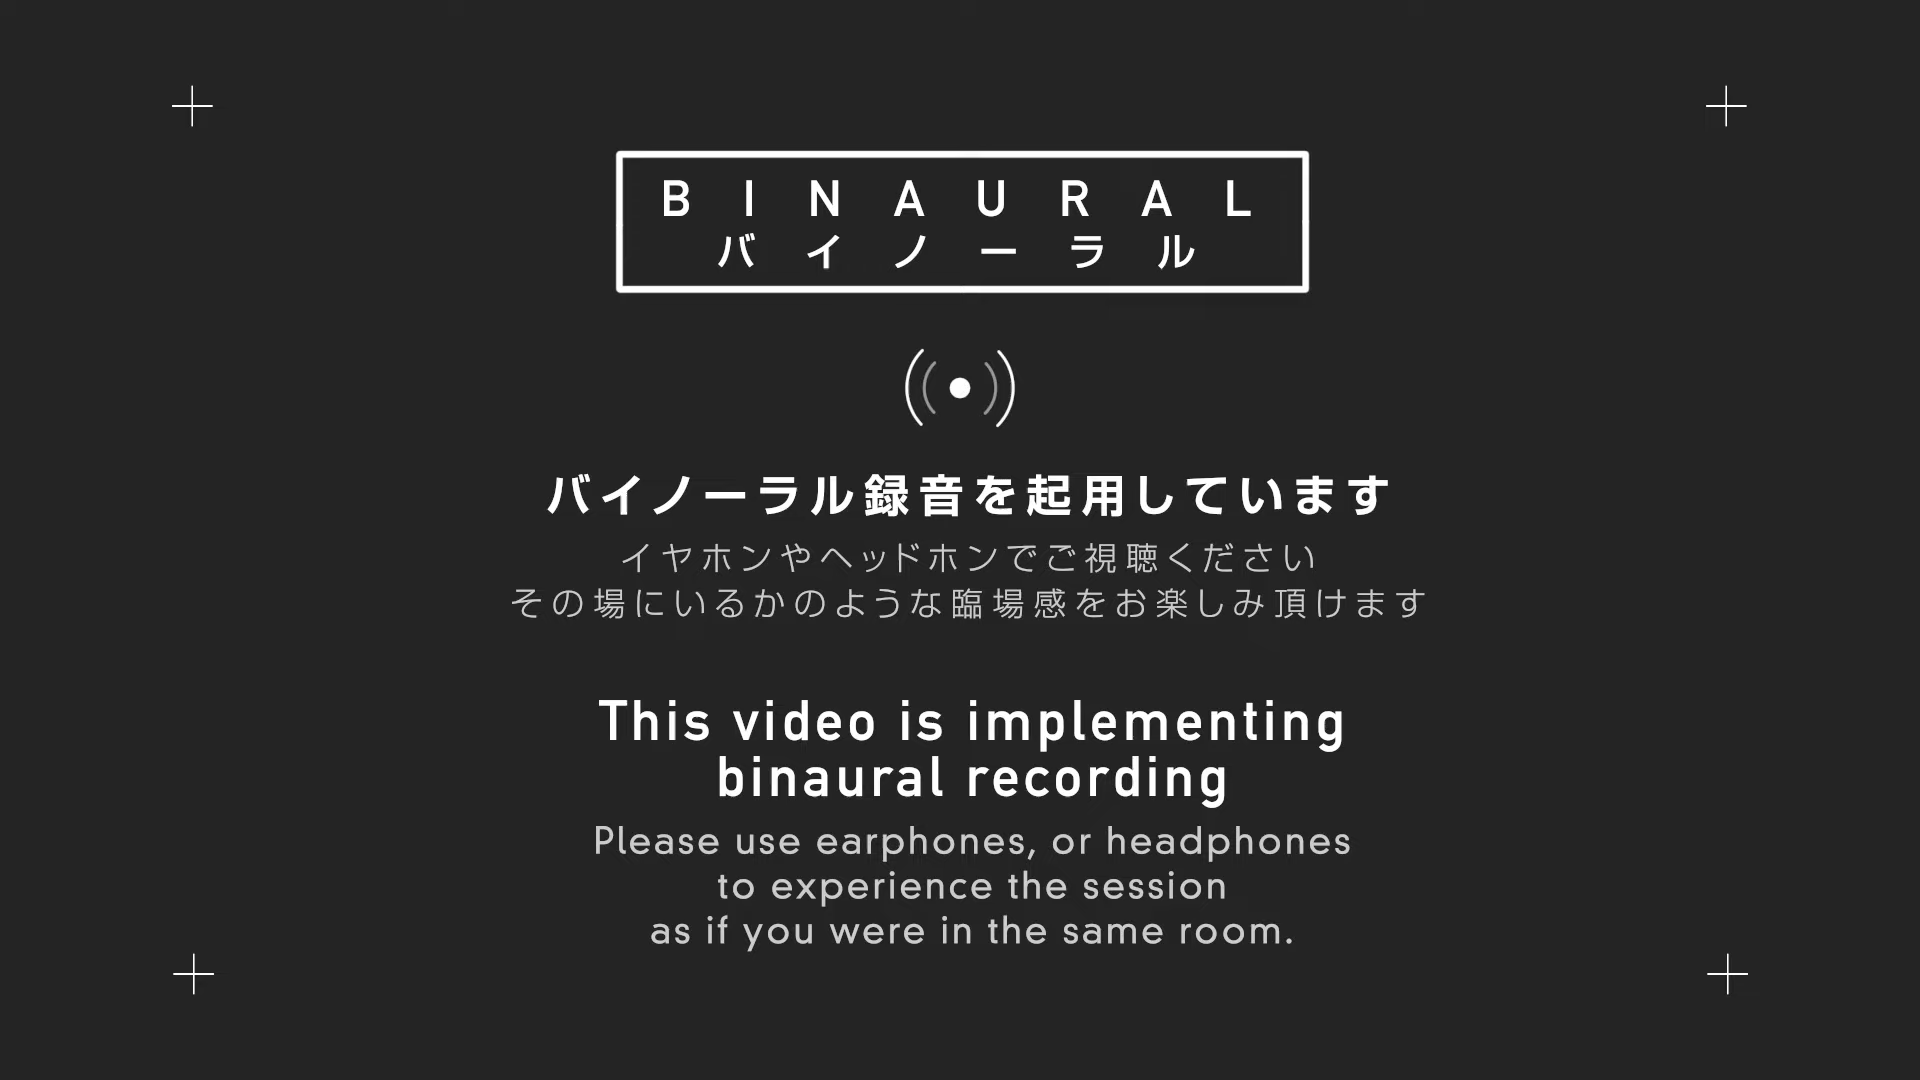 BINAURAL
バイノーラル
バイノーラル録音を起用しています
イヤホンやヘッドホンでご視聴ください
その場にいるかのような臨場感をお楽しみ頂けます
This video is implementing
binaural recording
Please use earphones, or headphones
to experience the session
as if you were in the same room.